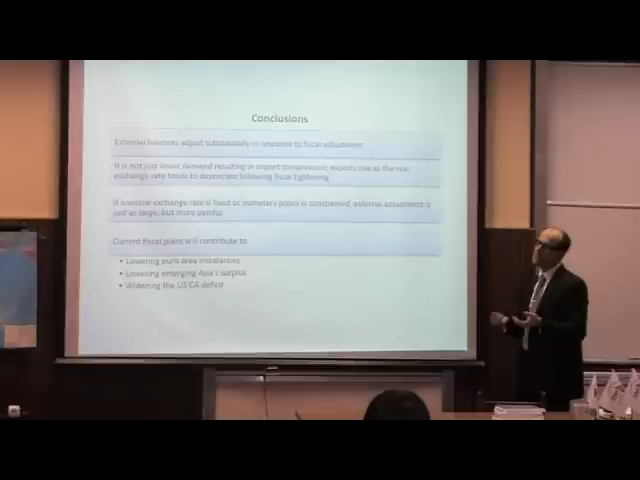 Conclusions
External balances adjust substantially in response to fiscal adjustment
It is not just lower demand resulting in import compression; exports rise as the real
exchange rate tends to depreciate following fiscal tightening
If nominal exchange rate is fixed or monetary policy is constrained, external adjustment is
just as large, but more painful
Current fiscal plans will contribute to
• Lowering euro area imbalances
• Lowering emerging Asia's surplus
• Widening the US CA deficit